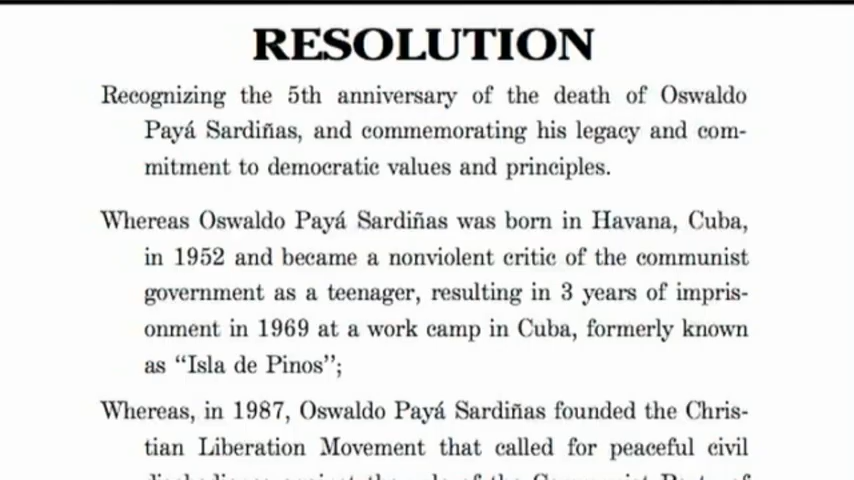 RESOLUTION
Recognizing the 5th anniversary of the death of Oswaldo
Payá Sardiñas, and commemorating his legacy and com-
mitment to democratic values and principles.
Whereas Oswaldo Payá Sardiñas was born in Havana, Cuba,
in 1952 and became a nonviolent critic of the communist
government as a teenager, resulting in 3 years of impris-
onment in 1969 at a work camp in Cuba, formerly known
as “Isla de Pinos”;
Whereas, in 1987, Oswaldo Payá Sardiñas founded the Chris-
tian Liberation Movement that called for peaceful civil